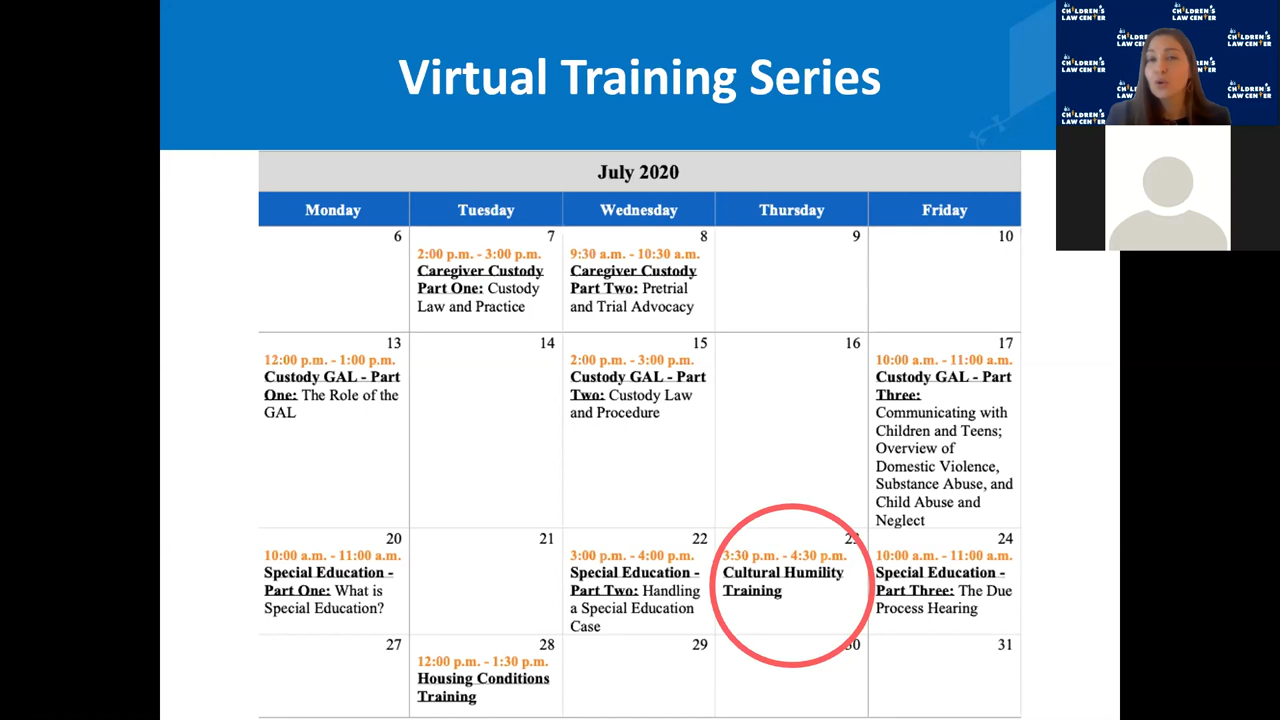 Virtual Training Series
July 2020
Monday
Tuesday
Wednesday
Thursday
Friday
6
7
2:00 p.m. - 3:00 p.m.
Caregiver Custody
Part One: Custody
Law and Practice
8
9:30 a.m. - 10:30 a.m.
Caregiver Custody
Part Two: Pretrial
and Trial Advocacy
9
10
13
12:00 p.m. - 1:00 p.m.
Custody GAL - Part
One: The Role of the
GAL
14
15
2:00 p.m. - 3:00 p.m.
Custody GAL - Part
Two: Custody Law
and Procedure
16
17
10:00 a.m. - 11:00 a.m.
Custody GAL - Part
Three:
Communicating with
Children and Teens;
Overview of
Domestic Violence,
Substance Abuse, and
Child Abuse and
Neglect
20
10:00 a.m. - 11:00 a.m.
Special Education -
Part One: What is
Special Education?
21
22
3:00 p.m. - 4:00 p.m.
Special Education -
Part Two: Handling
a Special Education
Case
23
3:30 p.m. - 4:30 p.m.
Cultural Humility
Training
24
10:00 a.m. - 11:00 a.m.
Special Education -
Part Three: The Due
Process Hearing
27
28
12:00 p.m. - 1:30 p.m.
Housing Conditions
Training
29
30
31
CHILDREN'S
LAW CENTER
CHILDREN'S
LAW CENTER